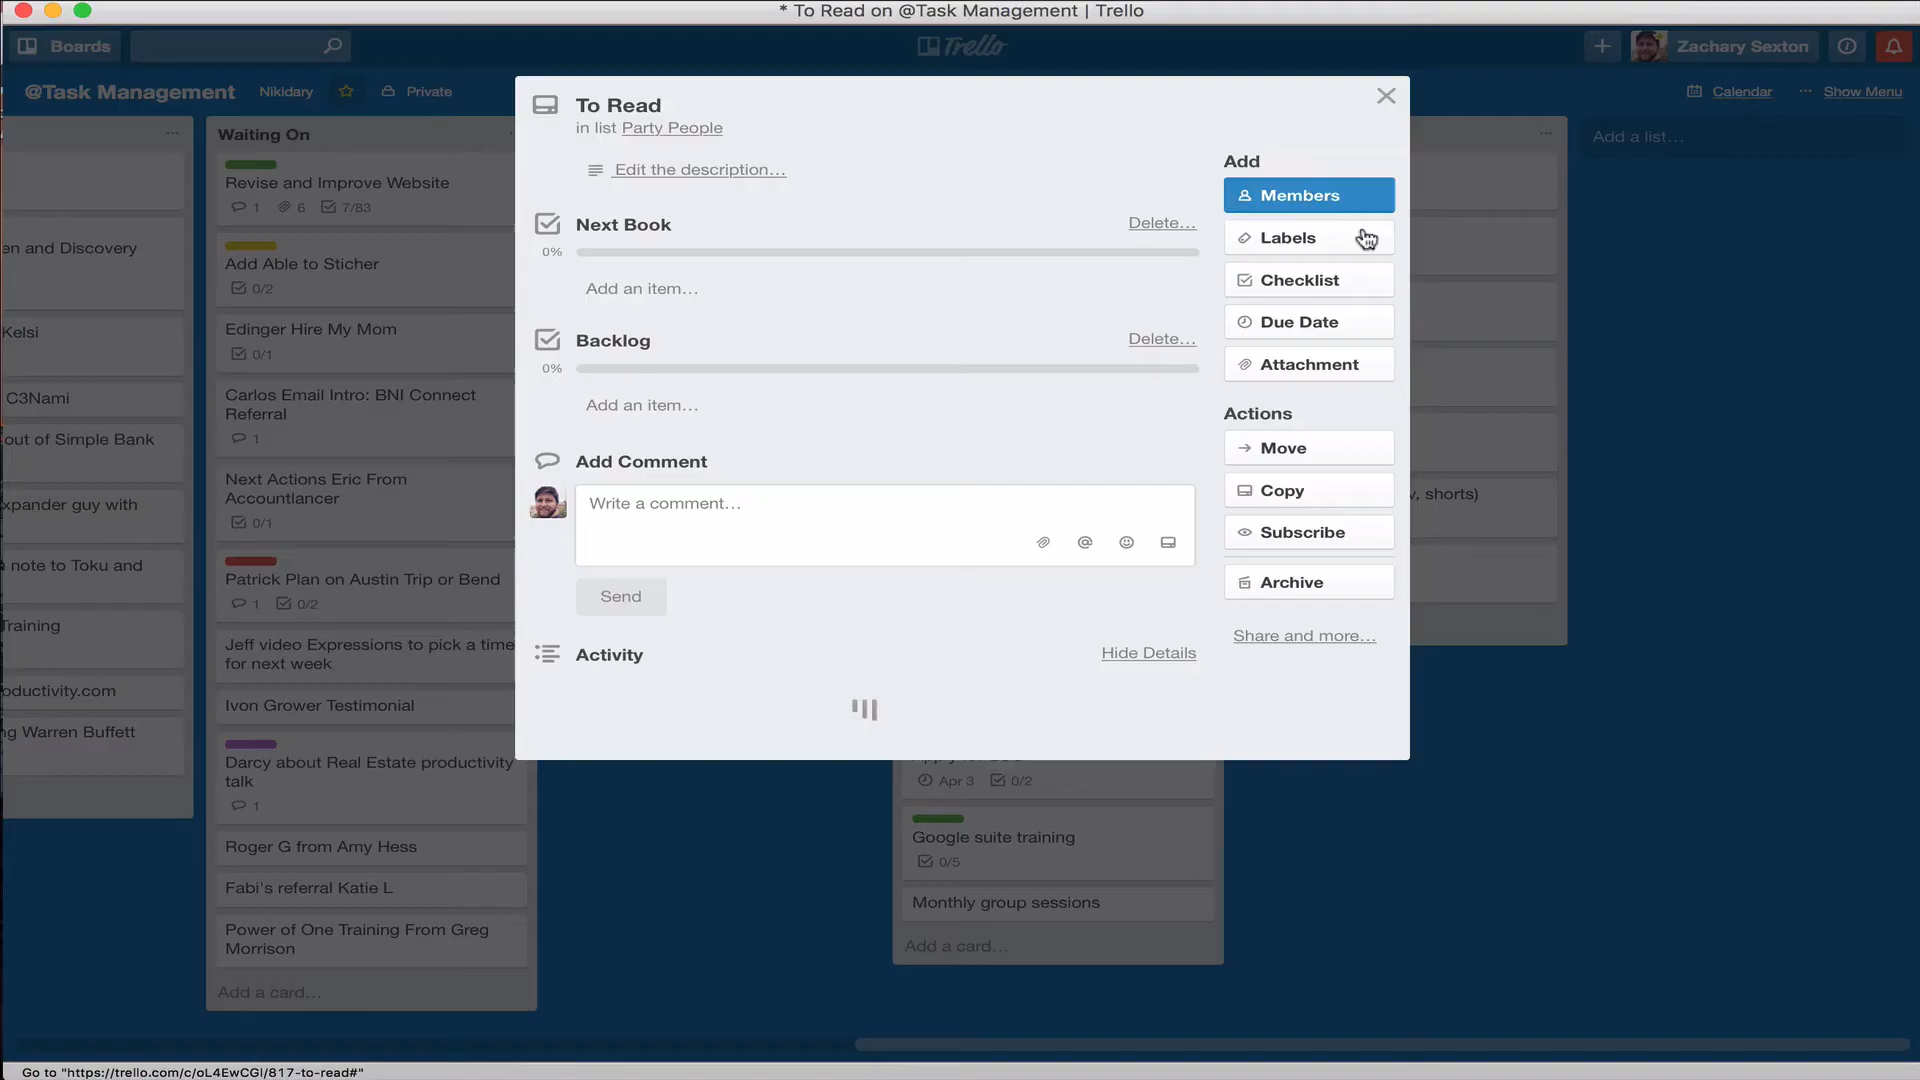 * To Read on @Task Management | Trello
Boards
Trello
Zachary Sexton
@Task Management
Nikidary
Private
Calendar
Show Menu
en and Discovery
Kelsi
C3Nami
out of Simple Bank
xpander guy with
note to Toku and
Training
oductivity.com
ng Warren Buffett
Waiting On
Revise and Improve Website
1 6 7/83
Add Able to Sticher
0/2
Edinger Hire My Mom
0/1
Carlos Email Intro: BNI Connect
Referral
1
Next Actions Eric From
Accountlancer
0/1
Patrick Plan on Austin Trip or Bend
1 0/2
Jeff video Expressions to pick a time
for next week
Ivon Grower Testimonial
Darcy about Real Estate productivity
talk
1
Roger G from Amy Hess
Fabi's referral Katie L
Power of One Training From Greg
Morrison
Add a card...
To Read
in list Party People
Edit the description...
Next Book
Delete...
0%
Add an item...
Backlog
Delete...
0%
Add an item...
Add Comment
Write a comment...
Send
Activity
Hide Details
Add
Members
Labels
Checklist
Due Date
Attachment
Actions
Move
Copy
Subscribe
Archive
Share and more...
Apr 3 0/2
Google suite training
0/5
Monthly group sessions
Add a card...
, shorts)
Add a list...
Go to "https://trello.com/c/oL4EwCGl/817-to-read#"